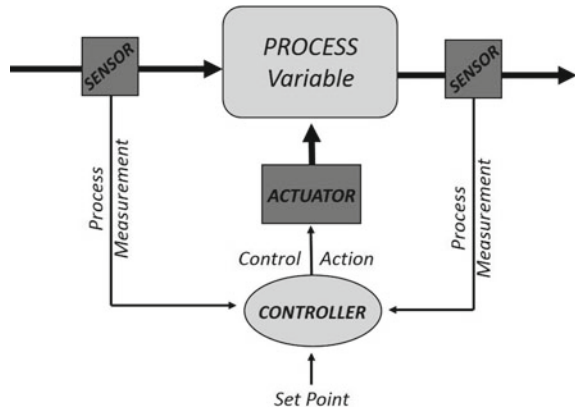 PROCESS
Variable
SENSOR
SENSOR
Process
Measurement
ACTUATOR
Process
Measurement
Control Action
CONTROLLER
Set Point